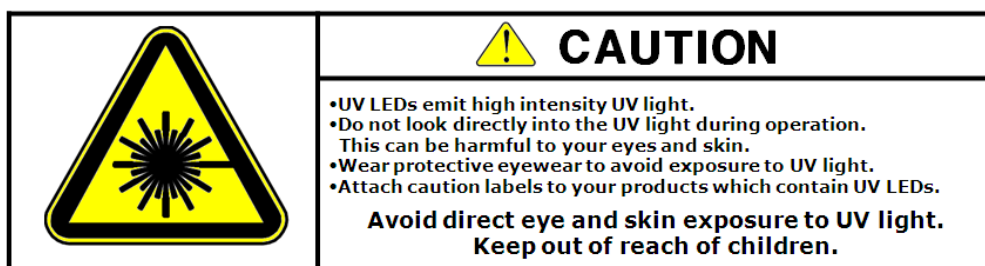 CAUTION
•UV LEDs emit high intensity UV light.
•Do not look directly into the UV light during operation.
This can be harmful to your eyes and skin.
•Wear protective eyewear to avoid exposure to UV light.
•Attach caution labels to your products which contain UV LEDs.
Avoid direct eye and skin exposure to UV light.
Keep out of reach of children.